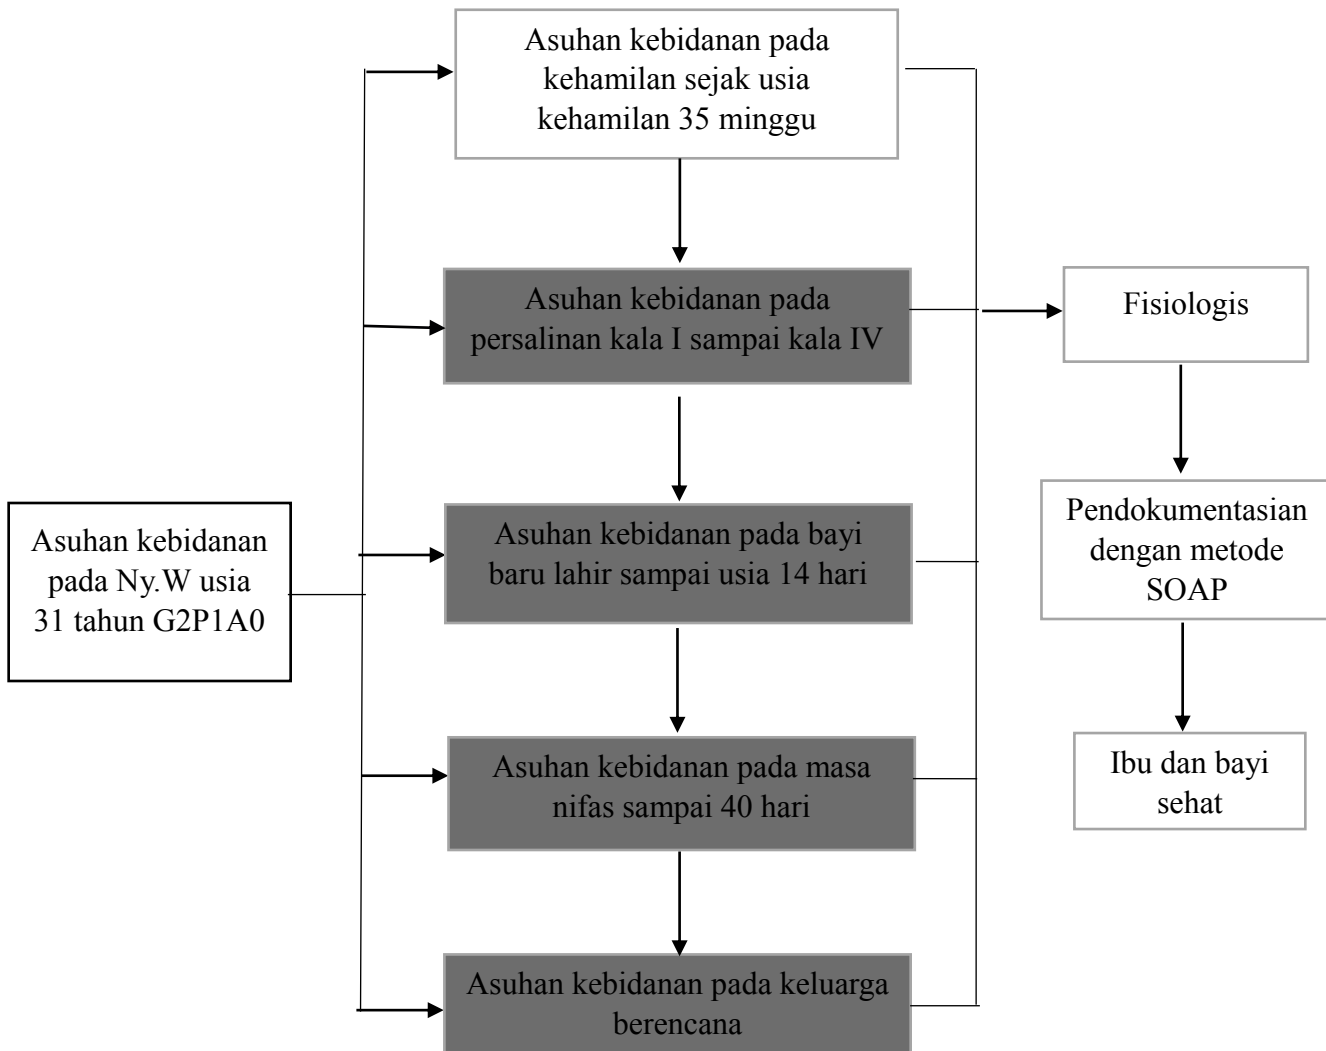 Asuhan kebidanan
pada Ny.W usia
31 tahun G2P1A0
Asuhan kebidanan pada
kehamilan sejak usia
kehamilan 35 minggu
Asuhan kebidanan pada
persalinan kala I sampai kala IV
Asuhan kebidanan pada bayi
baru lahir sampai usia 14 hari
Asuhan kebidanan pada masa
nifas sampai 40 hari
Asuhan kebidanan pada keluarga
berencana
Fisiologis
Pendokumentasian
dengan metode
SOAP
Ibu dan bayi
sehat